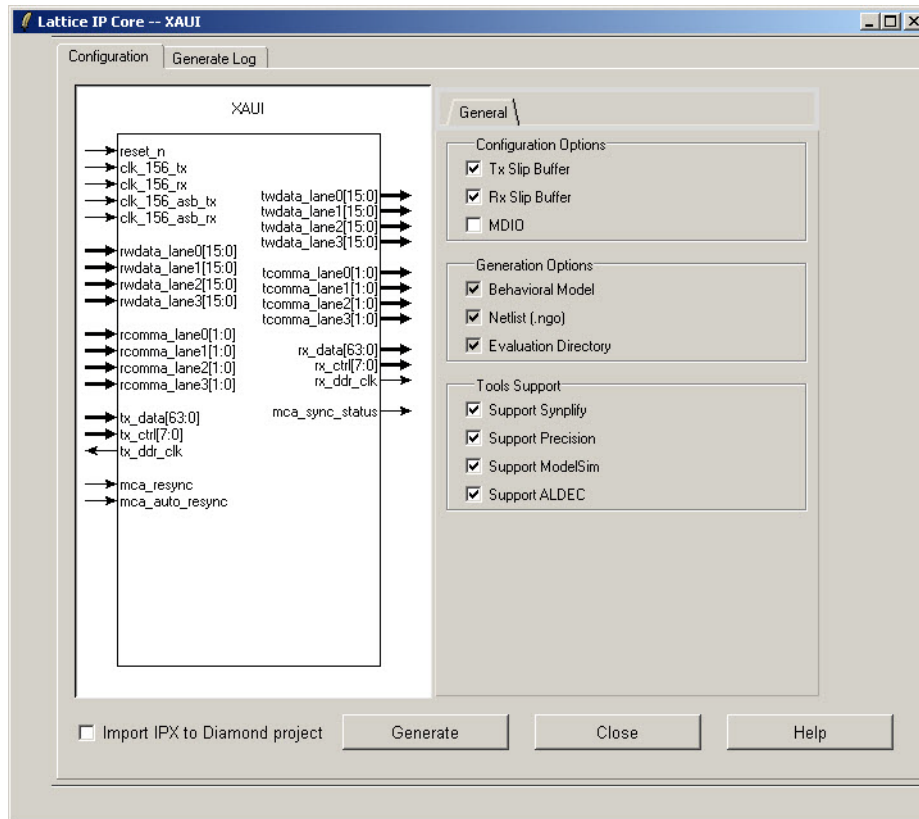 Lattice IP Core -- XAUI
Configuration
Generate Log
XAUI
reset_n
clk_156_tx
clk_156_rx
clk_156_asb_tx
clk_156_asb_rx
rwdata_lane0[15:0]
rwdata_lane1[15:0]
rwdata_lane2[15:0]
rwdata_lane3[15:0]
rcomma_lane0[1:0]
rcomma_lane1[1:0]
rcomma_lane2[1:0]
rcomma_lane3[1:0]
tx_data[63:0]
tx_ctrl[7:0]
tx_ddr_clk
mca_resync
mca_auto_resync
twdata_lane0[15:0]
twdata_lane1[15:0]
twdata_lane2[15:0]
twdata_lane3[15:0]
tcomma_lane0[1:0]
tcomma_lane1[1:0]
tcomma_lane2[1:0]
tcomma_lane3[1:0]
rx_data[63:0]
rx_ctrl[7:0]
rx_ddr_clk
mca_sync_status
General
Configuration Options
Tx Slip Buffer
Rx Slip Buffer
MDIO
Generation Options
Behavioral Model
Netlist (.ngo)
Evaluation Directory
Tools Support
Support Synplify
Support Precision
Support ModelSim
Support ALDEC
Import IPX to Diamond project
Generate
Close
Help